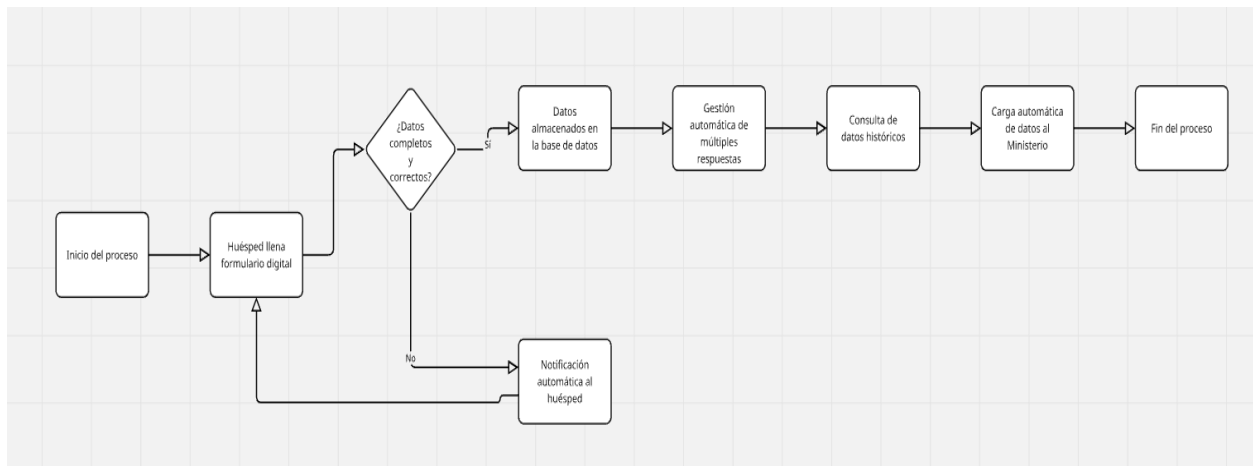 Inicio del proceso
Huésped llena
formulario digital
¿Datos
completos
y
correctos?
Sí
Datos
almacenados en
la base de datos
Gestión
automática de
múltiples
respuestas
Consulta de
datos históricos
Carga automática
de datos al
Ministerio
Fin del proceso
No
Notificación
automática al
huésped